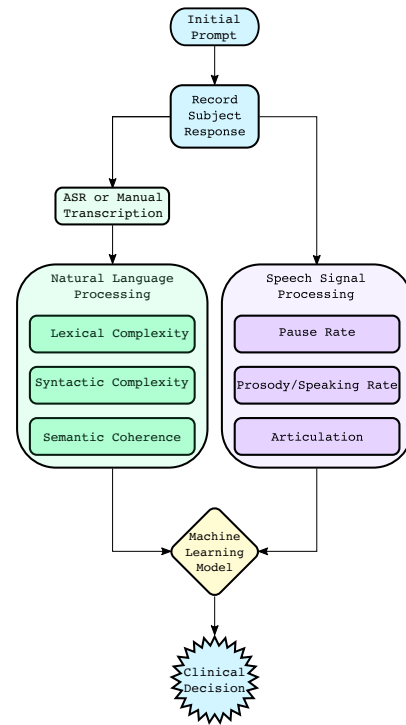 Initial
Prompt
Record
Subject
Response
ASR or Manual
Transcription
Natural Language
Processing
Lexical Complexity
Syntactic Complexity
Semantic Coherence
Speech Signal
Processing
Pause Rate
Prosody/Speaking Rate
Articulation
Machine
Learning
Model
Clinical
Decision